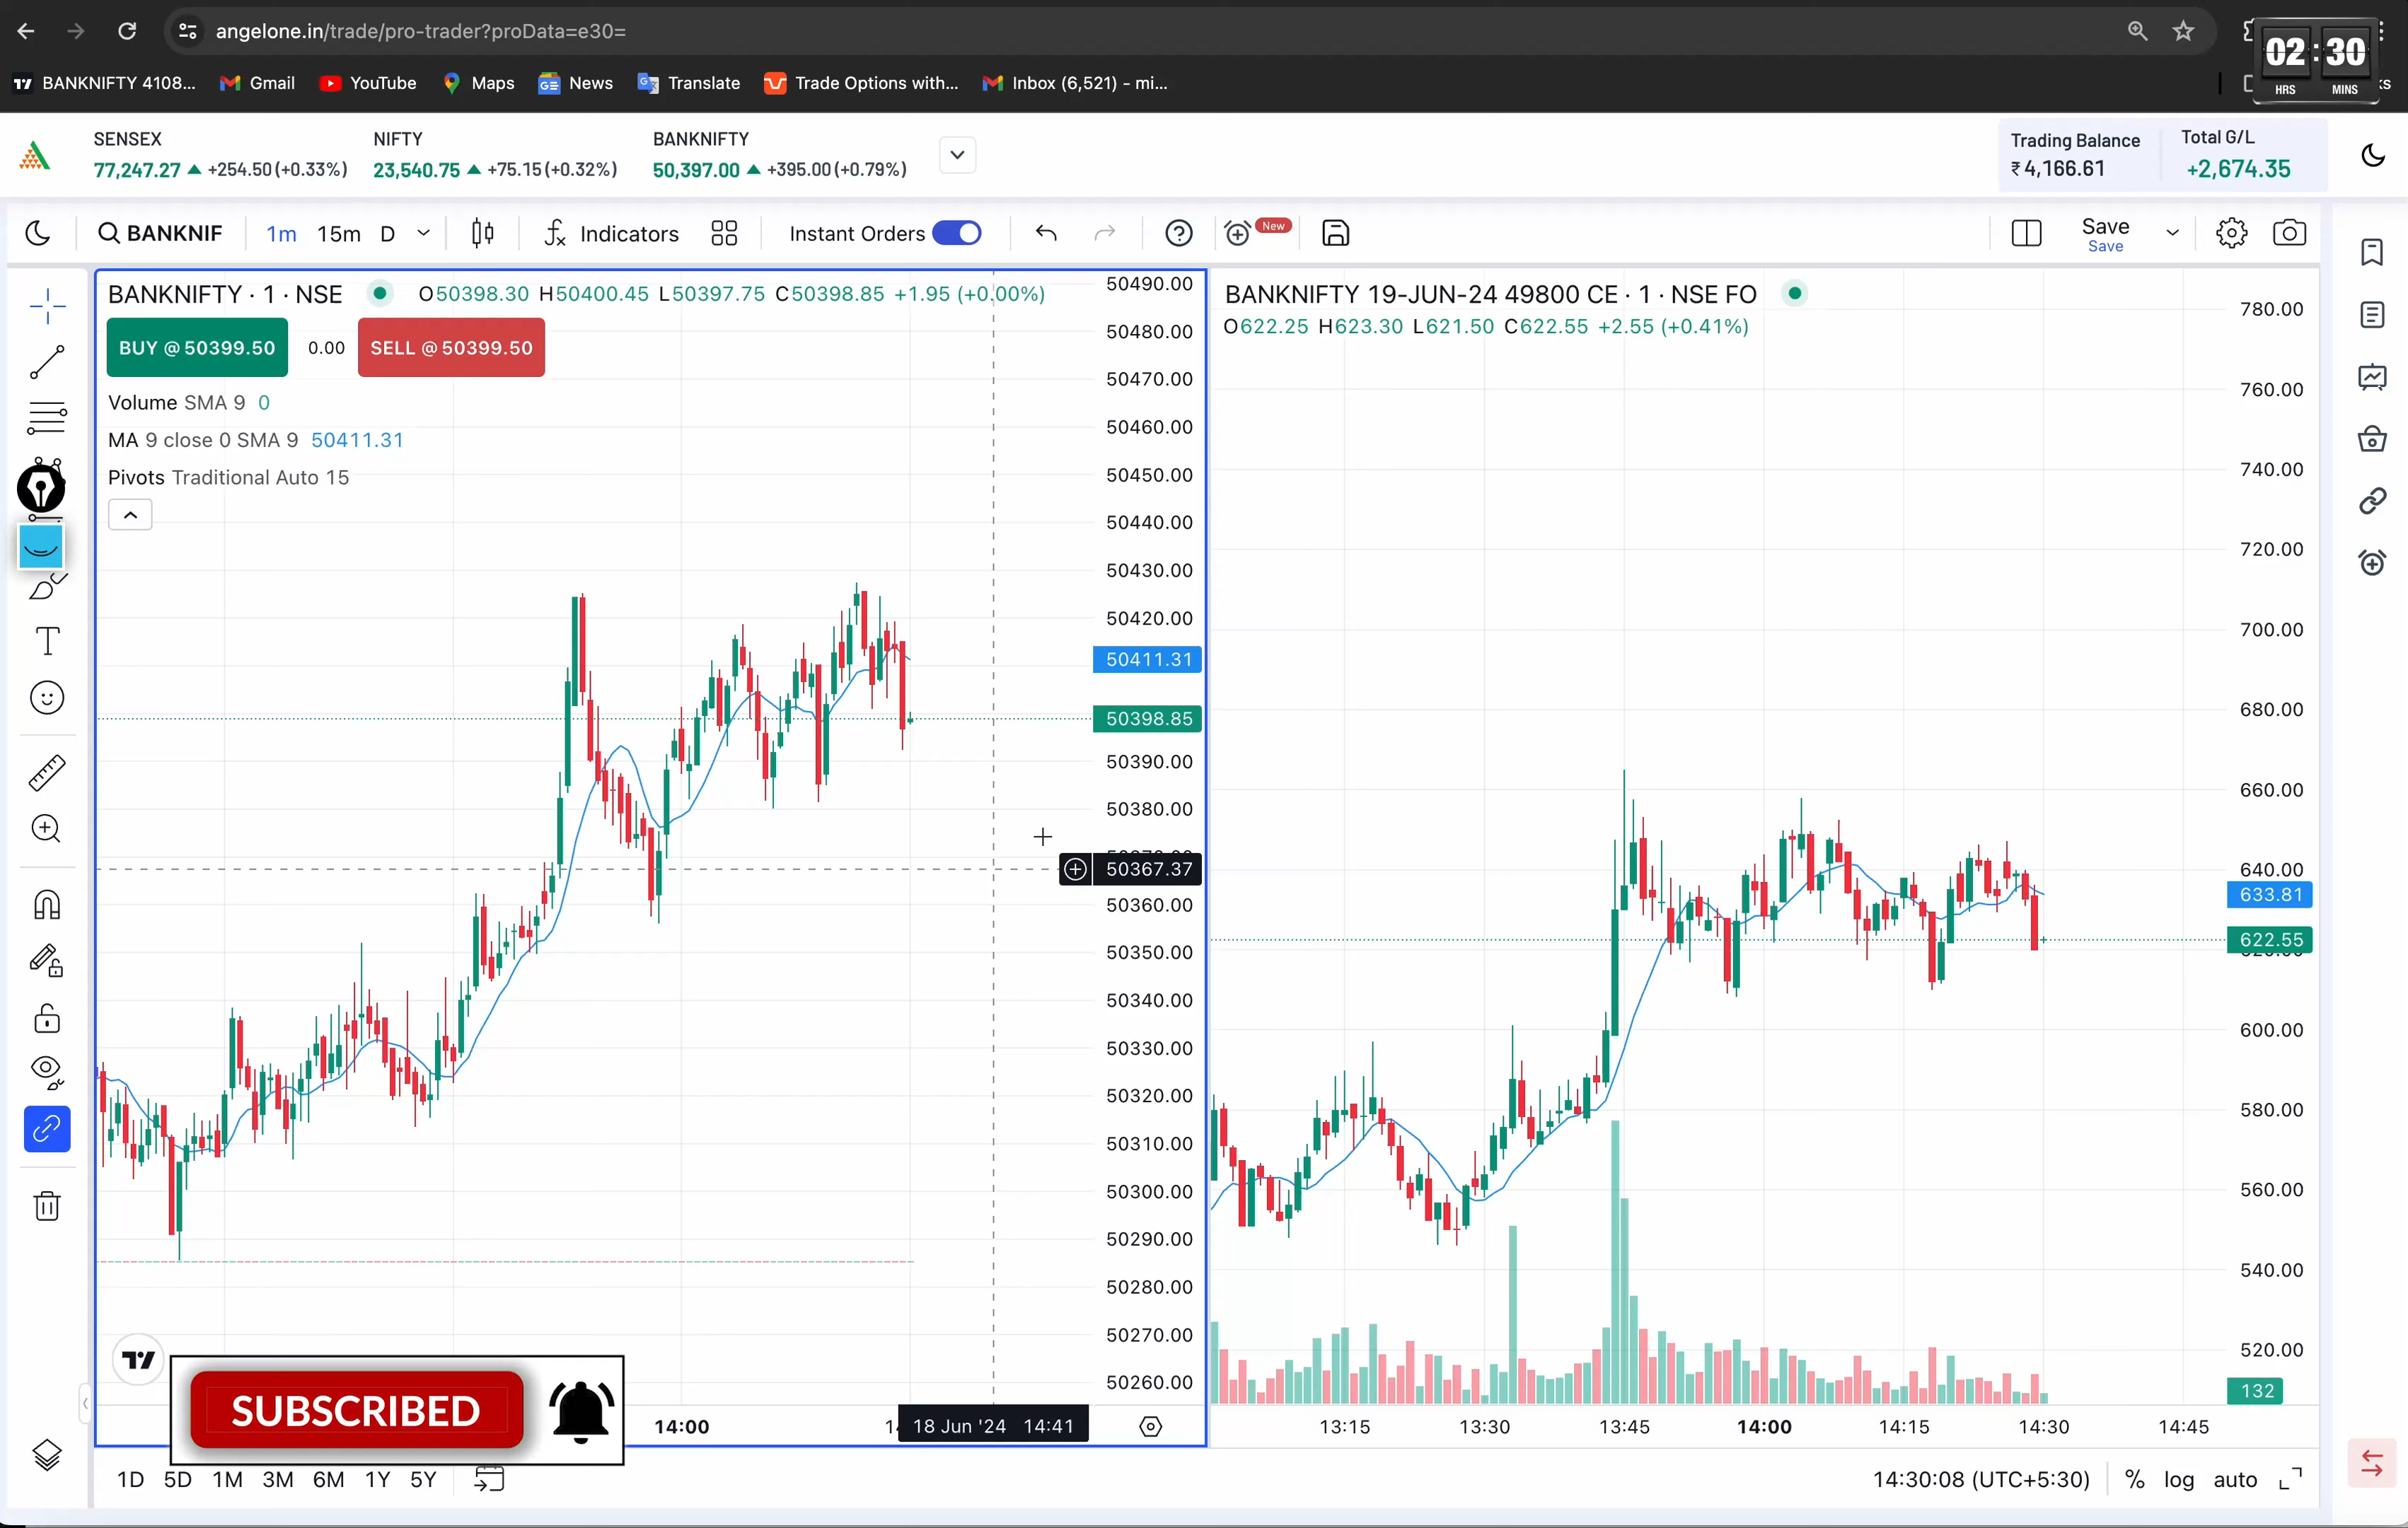 angelone.in/trade/pro-trader?proData=e30=
02:30
HRS MINS
BANKNIFTY 4108... Gmail YouTube Maps News Translate Trade Options with... Inbox (6,521) – mi...
SENSEX NIFTY BANKNIFTY
77,247.27 +254.50(+0.33%) 23,540.75 +75.15(+0.32%) 50,397.00 +395.00(+0.79%)
Trading Balance Total G/L
₹4,166.61 +2,674.35
BANKNIF 1m 15m D Indicators Instant Orders New Save
Save
BANKNIFTY · 1 · NSE O50398.30 H50400.45 L50397.75 C50398.85 +1.95 (+0.00%)
BUY @ 50399.50 0.00 SELL @ 50399.50
Volume SMA 9 0
MA 9 close 0 SMA 9 50411.31
Pivots Traditional Auto 15
50490.00
50480.00
50470.00
50460.00
50450.00
50440.00
50430.00
50420.00
50411.31
50398.85
50390.00
50380.00
50367.37
50360.00
50350.00
50340.00
50330.00
50320.00
50310.00
50300.00
50290.00
50280.00
50270.00
50260.00
14:00 18 Jun '24 14:41
SUBSCRIBED
BANKNIFTY 19-JUN-24 49800 CE · 1 · NSE FO
O622.25 H623.30 L621.50 C622.55 +2.55 (+0.41%)
780.00
760.00
740.00
720.00
700.00
680.00
660.00
640.00
633.81
622.55
600.00
580.00
560.00
540.00
520.00
132
13:15 13:30 13:45 14:00 14:15 14:30 14:45
1D 5D 1M 3M 6M 1Y 5Y
14:30:08 (UTC+5:30) % log auto